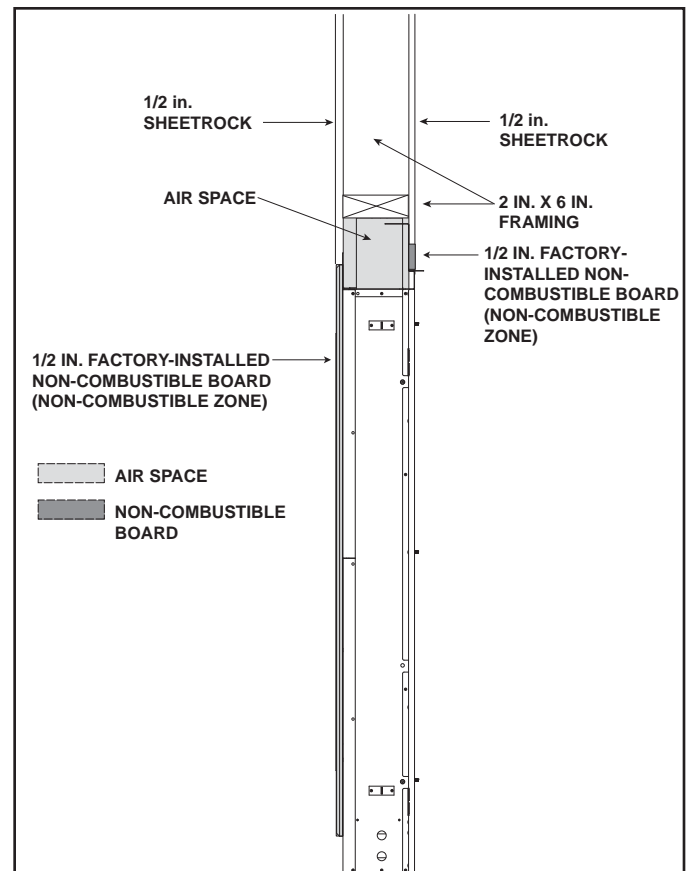 1/2 in.
SHEETROCK
1/2 in.
SHEETROCK
AIR SPACE
2 IN. X 6 IN.
FRAMING
1/2 IN. FACTORY-
INSTALLED NON-
COMBUSTIBLE BOARD
(NON-COMBUSTIBLE
ZONE)
1/2 IN. FACTORY-INSTALLED
NON-COMBUSTIBLE BOARD
(NON-COMBUSTIBLE ZONE)
AIR SPACE
NON-COMBUSTIBLE
BOARD